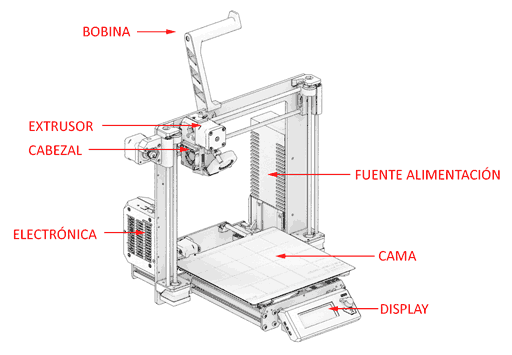 BOBINA
EXTRUSOR
CABEZAL
FUENTE ALIMENTACIÓN
ELECTRÓNICA
CAMA
DISPLAY